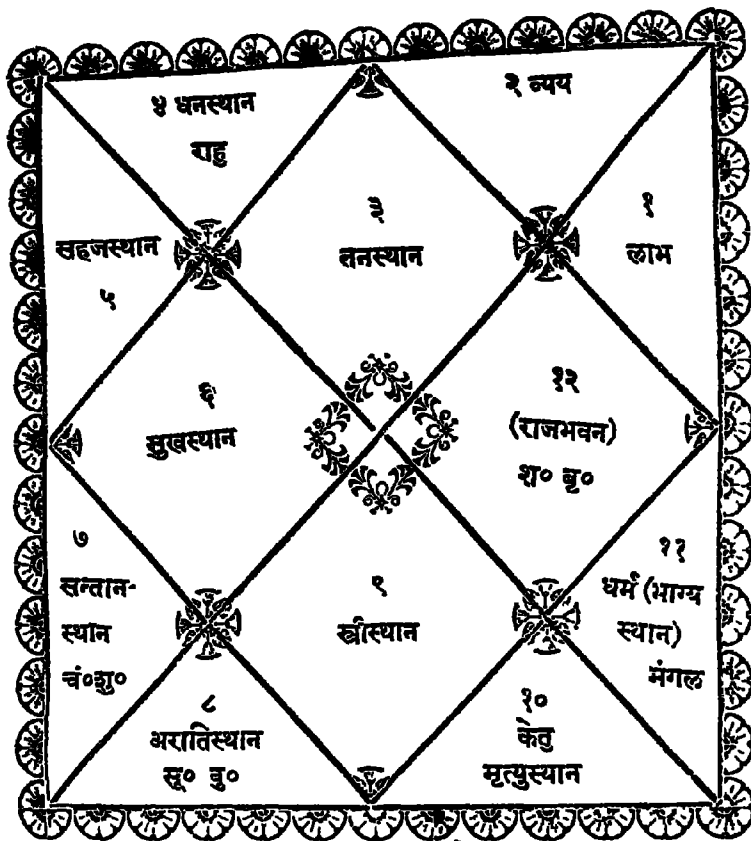 ४ धनस्थान
राहु
२ व्यय
३
तनस्थान
१
लाभ
सहजस्थान
५
६
सुखस्थान
१२
(राजभवन)
श० बृ०
७
सन्तान-
स्थान
चं०शु०
९
स्त्रीस्थान
११
धर्म (भाग्य
स्थान)
मंगल
८
अरातिस्थान
सू० बु०
१०
केतु
मृत्युस्थान